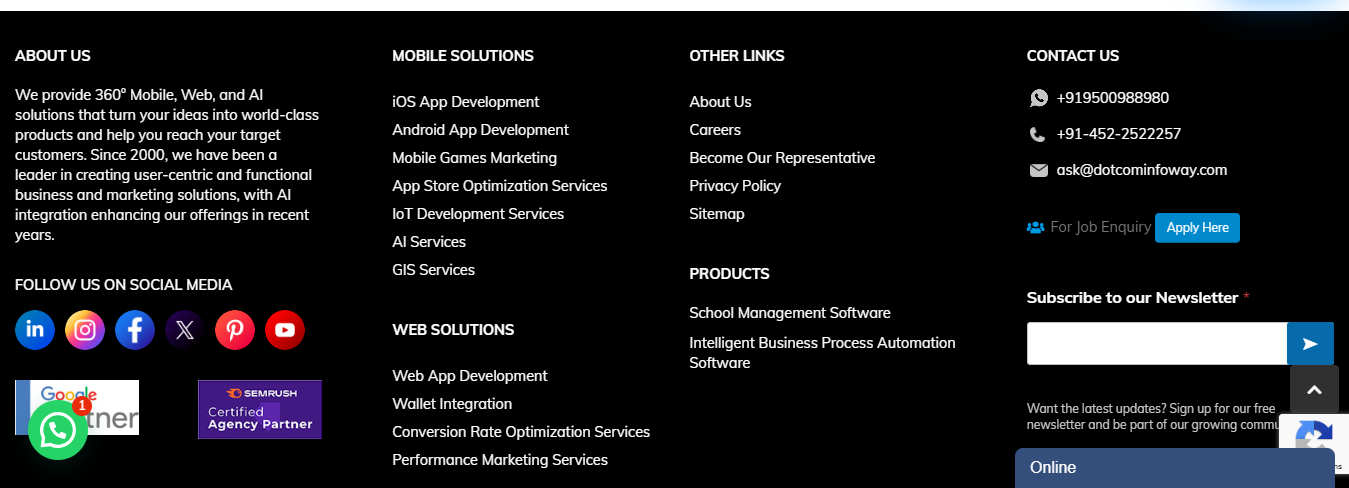 ABOUT US
We provide 360° Mobile, Web, and AI
solutions that turn your ideas into world-class
products and help you reach your target
customers. Since 2000, we have been a
leader in creating user-centric and functional
business and marketing solutions, with AI
integration enhancing our offerings in recent
years.
FOLLOW US ON SOCIAL MEDIA
in
Google
1
SEMRUSH
Certified
Agency Partner
MOBILE SOLUTIONS
iOS App Development
Android App Development
Mobile Games Marketing
App Store Optimization Services
IoT Development Services
AI Services
GIS Services
WEB SOLUTIONS
Web App Development
Wallet Integration
Conversion Rate Optimization Services
Performance Marketing Services
OTHER LINKS
About Us
Careers
Become Our Representative
Privacy Policy
Sitemap
PRODUCTS
School Management Software
Intelligent Business Process Automation
Software
CONTACT US
+919500988980
+91-452-2522257
ask@dotcominfoway.com
For Job Enquiry Apply Here
Subscribe to our Newsletter *
Want the latest updates? Sign up for our free
newsletter and be part of our growing
Online